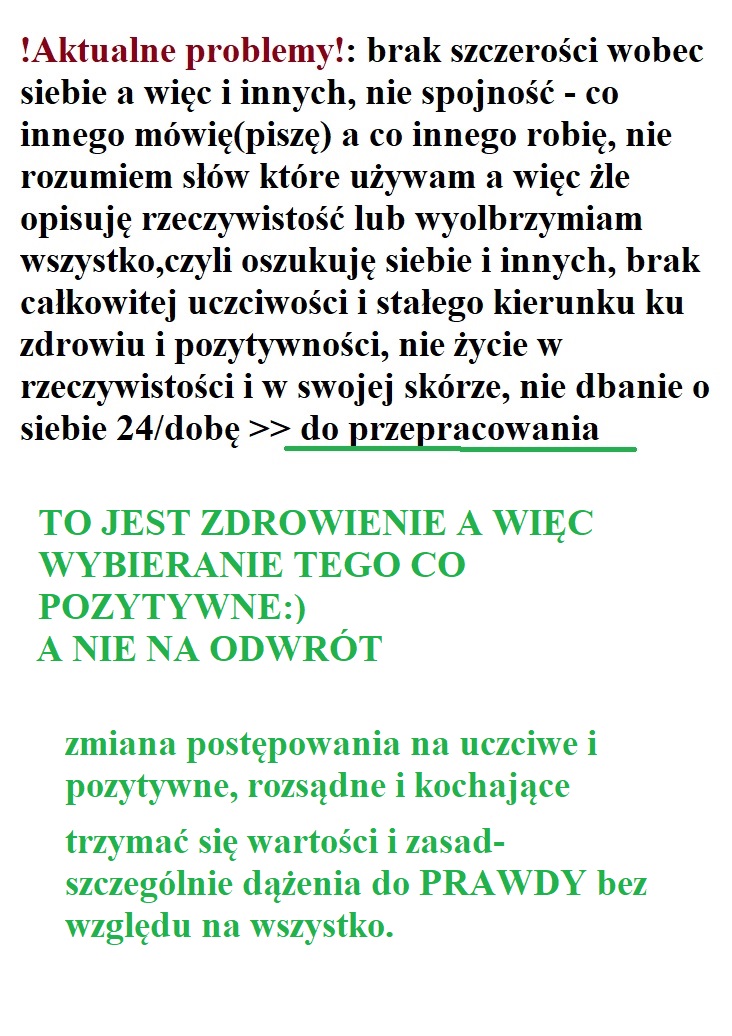 !Aktualne problemy!: brak szczerości wobec
siebie a więc i innych, nie spojność - co
innego mówię(piszę) a co innego robię, nie
rozumiem słów które używam a więc żle
opisuję rzeczywistość lub wyolbrzymiam
wszystko,czyli oszukuję siebie i innych, brak
całkowitej uczciwości i stałego kierunku ku
zdrowiu i pozytywności, nie życie w
rzeczywistości i w swojej skórze, nie dbanie o
siebie 24/dobę >> do przepracowania
TO JEST ZDROWIENIE A WIĘC
WYBIERANIE TEGO CO
POZYTYWNE:)
A NIE NA ODWRÓT
zmiana postępowania na uczciwe i
pozytywne, rozsądne i kochające
trzymać się wartości i zasad-
szczególnie dążenia do PRAWDY bez
względu na wszystko.